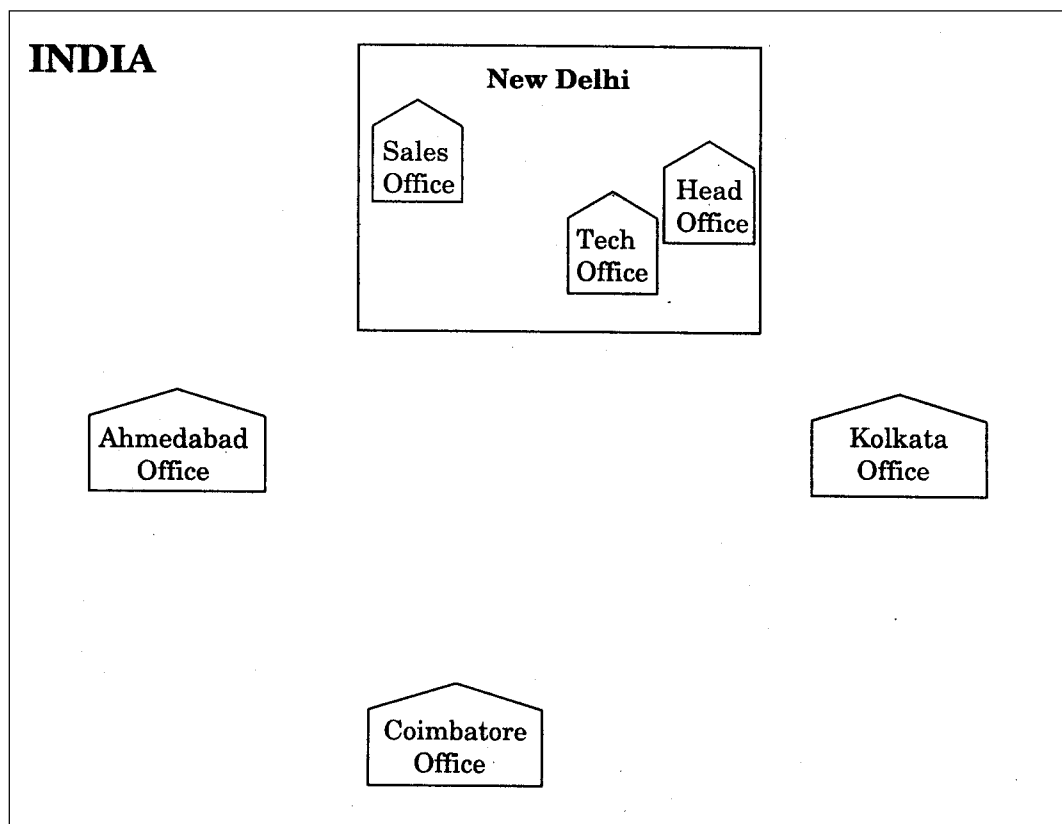 INDIA
New Delhi
Sales
Office
Head
Office
Tech
Office
Ahmedabad
Office
Kolkata
Office
Coimbatore
Office